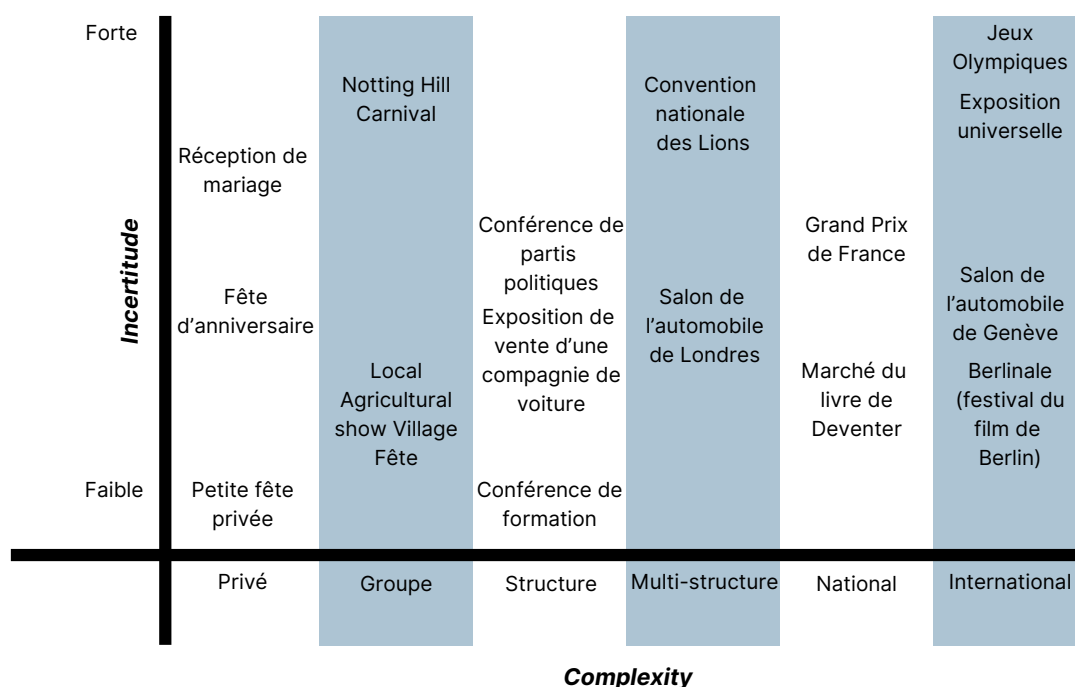 Forte
Incertitude
Faible
Réception de
mariage
Fête
d'anniversaire
Petite fête
privée
Privé
Notting Hill
Carnival
Local
Agricultural
show Village
Fête
Groupe
Conférence de
partis
politiques
Exposition de
vente d'une
compagnie de
voiture
Conférence de
formation
Structure
Convention
nationale
des Lions
Salon de
l'automobile
de Londres
Multi-structure
Grand Prix
de France
Marché du
livre de
Deventer
National
Jeux
Olympiques
Exposition
universelle
Salon de
l'automobile
de Genève
Berlinale
(festival du
film de
Berlin)
International
Complexity